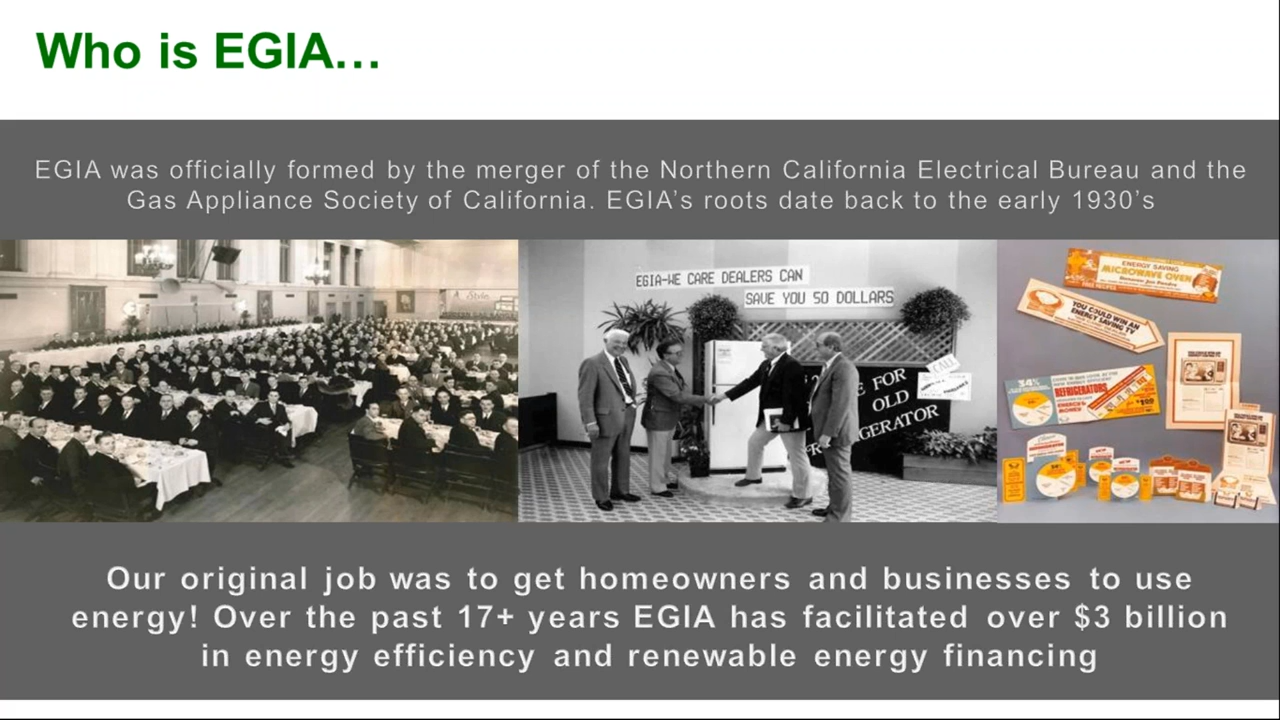 Who is EGIA…
EGIA was officially formed by the merger of the Northern California Electrical Bureau and the
Gas Appliance Society of California. EGIA’s roots date back to the early 1930’s
EGIA-WE CARE DEALERS CAN
SAVE YOU 50 DOLLARS
FOR
OLD
CALL
ENERGY SAVING
MICROWAVE OVEN
YOU COULD WIN AN
ENERGY SAVING TV
34%
REFRIGERATORS
Our original job was to get homeowners and businesses to use
energy! Over the past 17+ years EGIA has facilitated over $3 billion
in energy efficiency and renewable energy financing